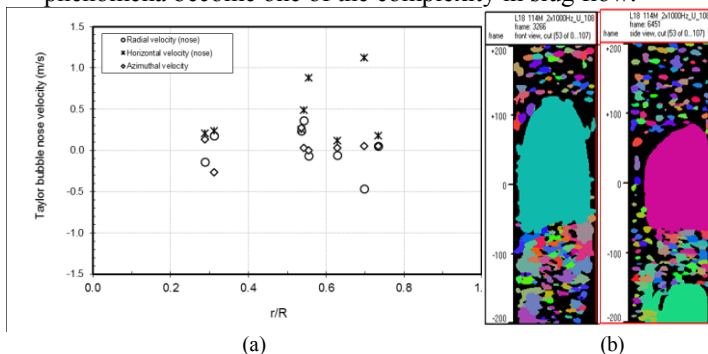 phenomena become one of the complexity in slug flow.
1.5
1.0
0.5
0.0
-0.5
-1.0
-1.5
Taylor bubble nose velocity (m/s)
Radial velocity (nose)
Horizontal velocity (nose)
Azimuthal velocity
0.0
0.2
0.4
0.6
0.8
1.
r/R
(a)
L18 114M 2x1000Hz_U_108
frame: 3266
frame front view, cut (53 of 0...107)
+200
+100
0
-100
-200
L18 114M 2x1000Hz_U_108
frame: 6451
frame side view, cut (53 of 0...107)
+200
+100
0
-100
-200
(b)